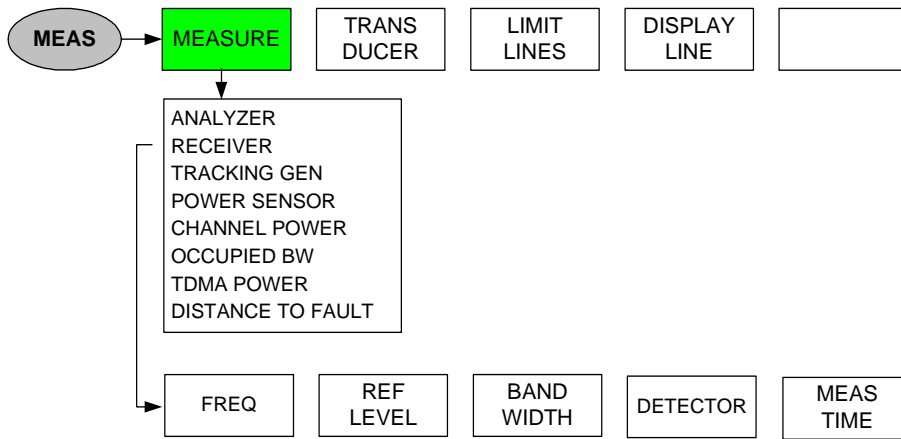 MEAS
MEASURE
TRANS
DUCER
LIMIT
LINES
DISPLAY
LINE
ANALYZER
RECEIVER
TRACKING GEN
POWER SENSOR
CHANNEL POWER
OCCUPIED BW
TDMA POWER
DISTANCE TO FAULT
FREQ
REF
LEVEL
BAND
WIDTH
DETECTOR
MEAS
TIME